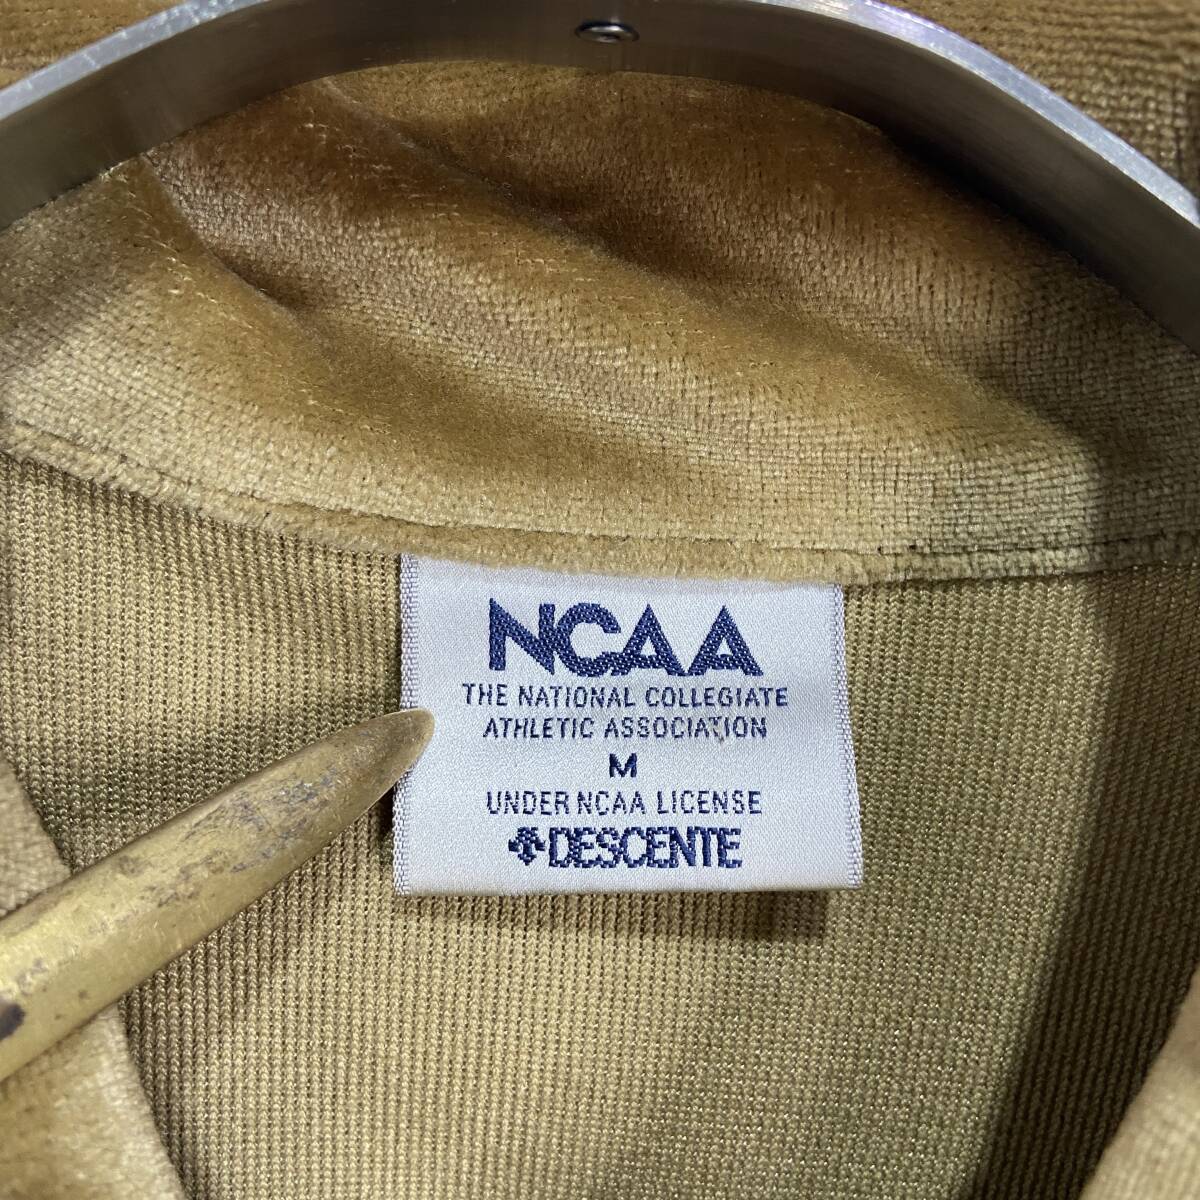 NCAA
THE NATIONAL COLLEGIATE
ATHLETIC ASSOCIATION
M
UNDER NCAA LICENSE
DESCENTE